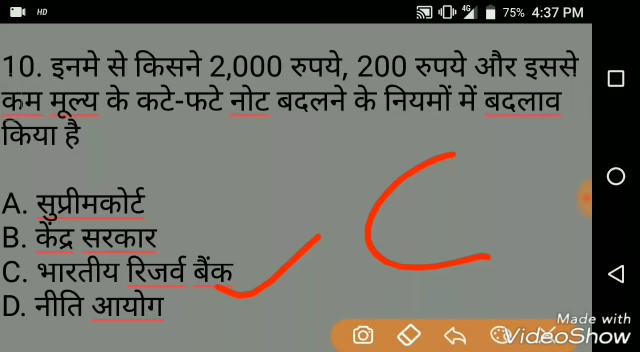 HD 4G 75% 4:37 PM
10. इनमे से किसने 2,000 रुपये, 200 रुपये और इससे
कम मूल्य के कटे-फटे नोट बदलने के नियमों में बदलाव
किया है
A. सुप्रीमकोर्ट
B. केंद्र सरकार
C. भारतीय रिजर्व बैंक
D. नीति आयोग
C
Made with
VideoShow